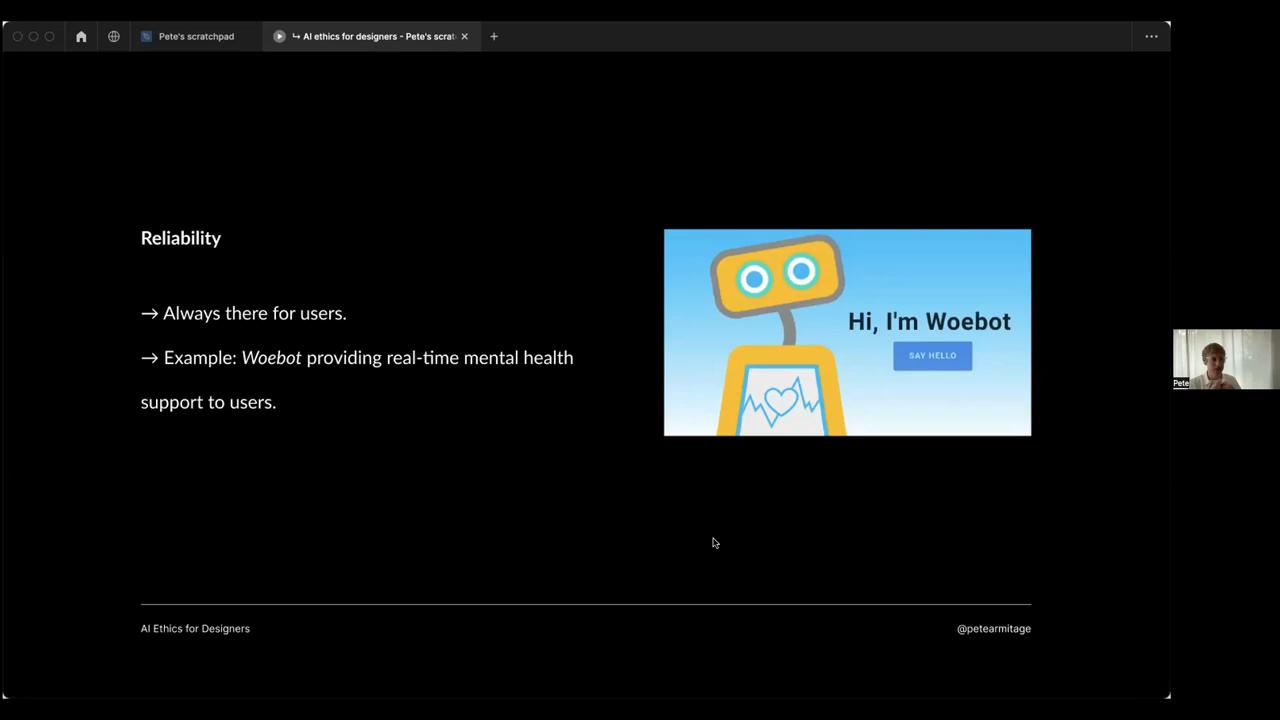 Pete's scratchpad
↪ AI ethics for designers - Pete's scrat
Reliability
→ Always there for users.
→ Example: Woebot providing real-time mental health
support to users.
Hi, I'm Woebot
SAY HELLO
Pete
AI Ethics for Designers
@petearmitage